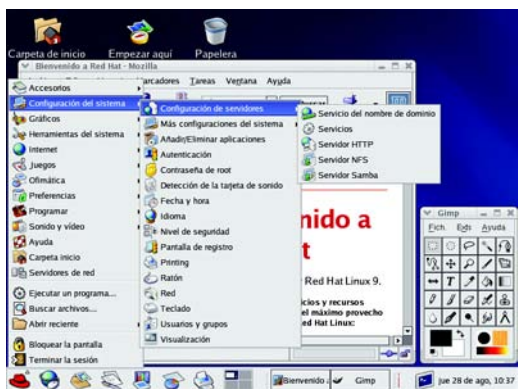 Carpeta de inicio
Empezar aquí
Papelera
Bienvenido a Red Hat - Mozilla
Marcadores Tareas Ventana Ayuda
Accesorios
Configuración del sistema
Gráficos
Herramientas del sistema
Internet
Juegos
Ofimática
Preferencias
Programar
Sonido y vídeo
Ayuda
Carpeta inicio
Servidores de red
Ejecutar un programa...
Buscar archivos...
Abrir reciente
Bloquear la pantalla
Terminar la sesión
Configuración de servidores
Más configuraciones del sistema
Añadir/Eliminar aplicaciones
Autenticación
Contraseña de root
Detección de la tarjeta de sonido
Fecha y hora
Idioma
Nivel de seguridad
Pantalla de registro
Printing
Ratón
Red
Teclado
Usuarios y grupos
Visualización
Servicio del nombre de dominio
Servicios
Servidor HTTP
Servidor NFS
Servidor Samba
nido a
t
Red Hat Linux 9.
cios y recursos
el máximo provecho
ed Hat Linux:
Gimp
Fich. Exts Ayuda
Bienvenido
Gimp
jue 28 de ago, 10:37